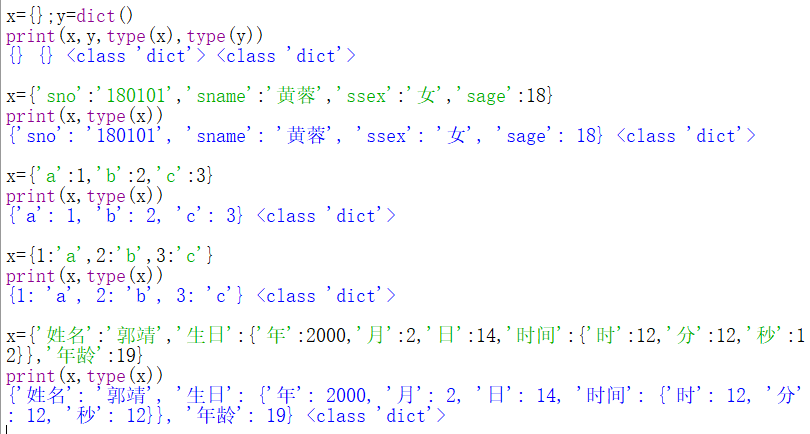 x={};y=dict()
print(x,y,type(x),type(y))
{} {} <class 'dict'> <class 'dict'>
x={'sno':'180101','sname':'黄蓉','ssex':'女','sage':18}
print(x,type(x))
{'sno': '180101', 'sname': '黄蓉', 'ssex': '女', 'sage': 18} <class 'dict'>
x={'a':1,'b':2,'c':3}
print(x,type(x))
{'a': 1, 'b': 2, 'c': 3} <class 'dict'>
x={1:'a',2:'b',3:'c'}
print(x,type(x))
{1: 'a', 2: 'b', 3: 'c'} <class 'dict'>
x={'姓名':'郭靖','生日':{'年':2000,'月':2,'日':14,'时间':{'时':12,'分':12,'秒':1
2}},'年龄':19}
print(x,type(x))
{'姓名': '郭靖', '生日': {'年': 2000, '月': 2, '日': 14, '时间': {'时': 12, '分'
: 12, '秒': 12}}, '年龄': 19} <class 'dict'>